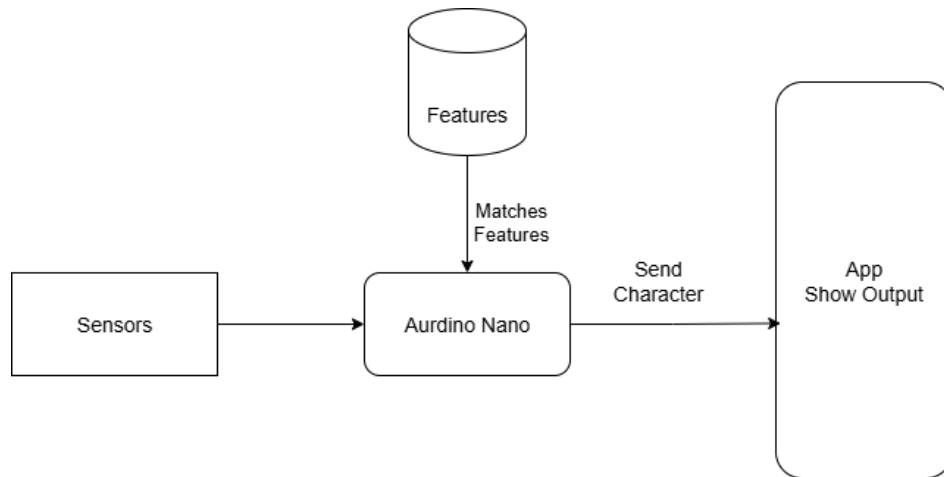 Features
Matches
Features
Sensors
Aurdino Nano
Send
Character
App
Show Output